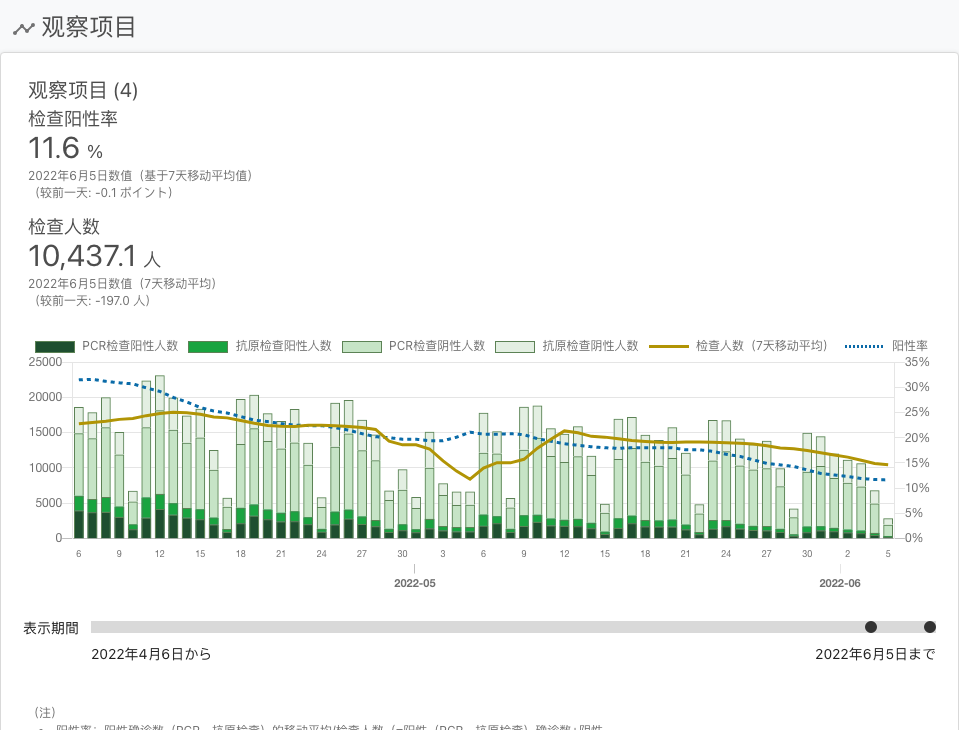 观察项目
观察项目 (4)
检查阳性率
11.6 %
2022年6月5日数值（基于7天移动平均值）
（较前一天: -0.1 ポイント）
检查人数
10,437.1 人
2022年6月5日数值（7天移动平均）
（较前一天: -197.0 人）
PCR检查阳性人数 抗原检查阳性人数 PCR检查阴性人数 抗原检查阴性人数 检查人数（7天移动平均） 阳性率
25000 35%
30%
20000
25%
15000 20%
15%
10000
10%
5000 5%
0 0%
6 9 12 15 18 21 24 27 30 3 6 9 12 15 18 21 24 27 30 2 5
2022-05 2022-06
表示期間
2022年4月6日から 2022年6月5日まで
（注）